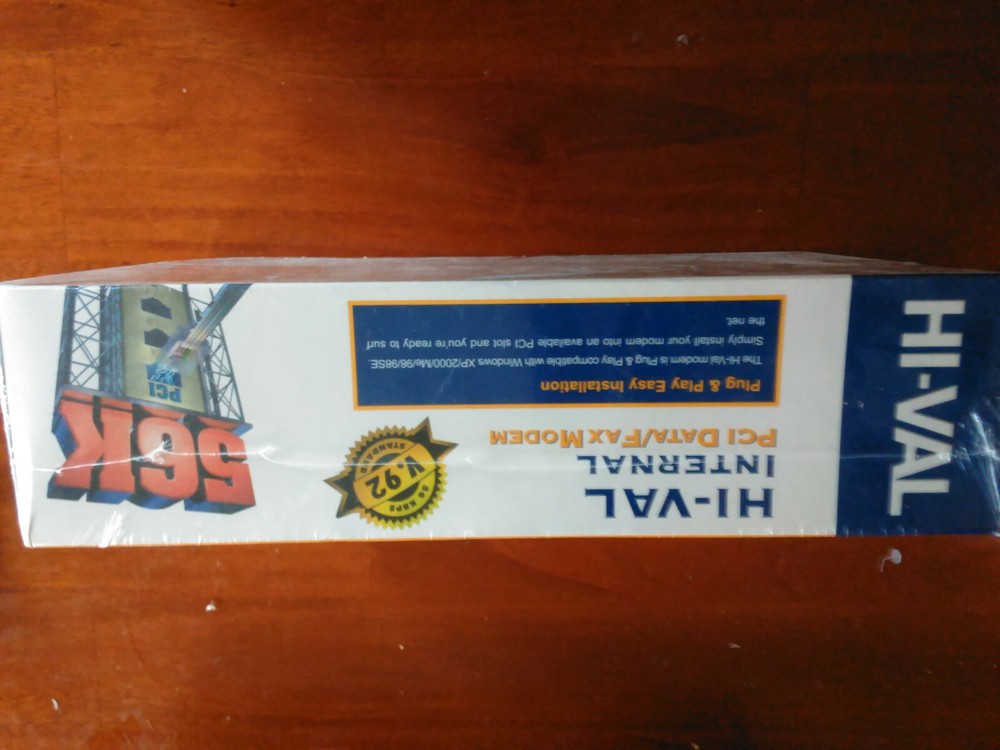 HI-VAL
HI-VAL
INTERNAL
PCI DATA/FAX MODEM
Plug & Play Easy Installation
The Hi-Val modem is Plug & Play compatible with Windows XP/2000/Me/98/98SE.
Simply install your modem into an available PCI slot and you're ready to surf
the net.
56 KBPS
V.92
STANDARD
56K
PCI